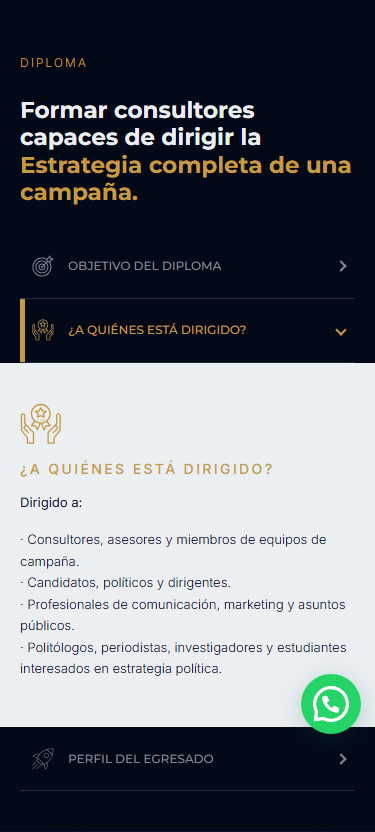 DIPLOMA
Formar consultores
capaces de dirigir la
Estrategia completa de una
campaña.
OBJETIVO DEL DIPLOMA
¿A QUIÉNES ESTÁ DIRIGIDO?
¿A QUIÉNES ESTÁ DIRIGIDO?
Dirigido a:
· Consultores, asesores y miembros de equipos de
campaña.
· Candidatos, políticos y dirigentes.
· Profesionales de comunicación, marketing y asuntos
públicos.
· Politólogos, periodistas, investigadores y estudiantes
interesados en estrategia política.
PERFIL DEL EGRESADO